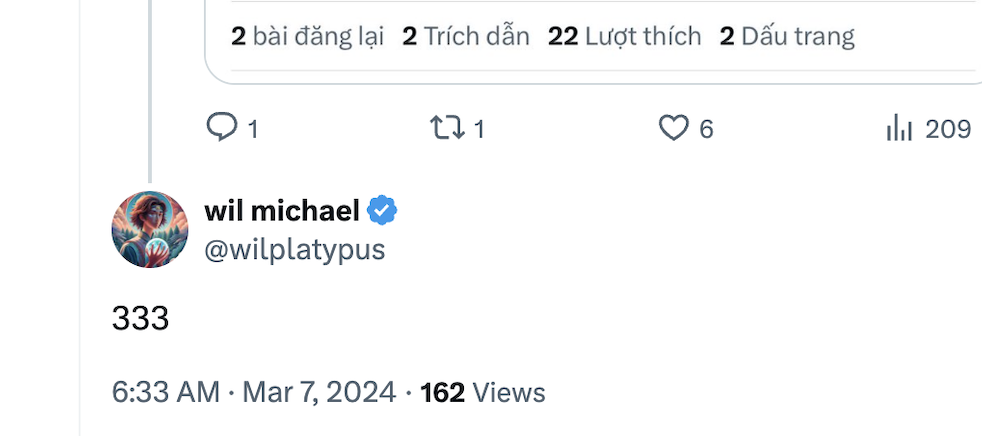 2 bài đăng lại 2 Trích dẫn 22 Lượt thích 2 Dấu trang
1 1 6 209
wil michael
@wilplatypus
333
6:33 AM · Mar 7, 2024 · 162 Views